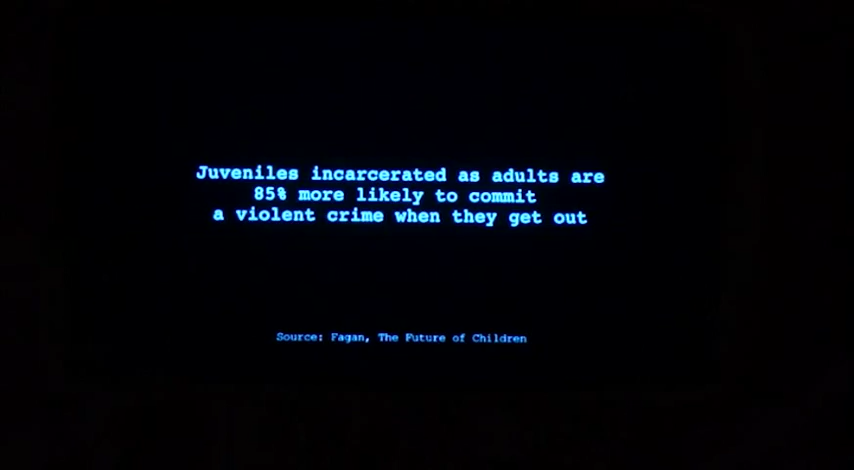 Juveniles incarcerated as adults are
85% more likely to commit
a violent crime when they get out
Source: Fagan, The Future of Children